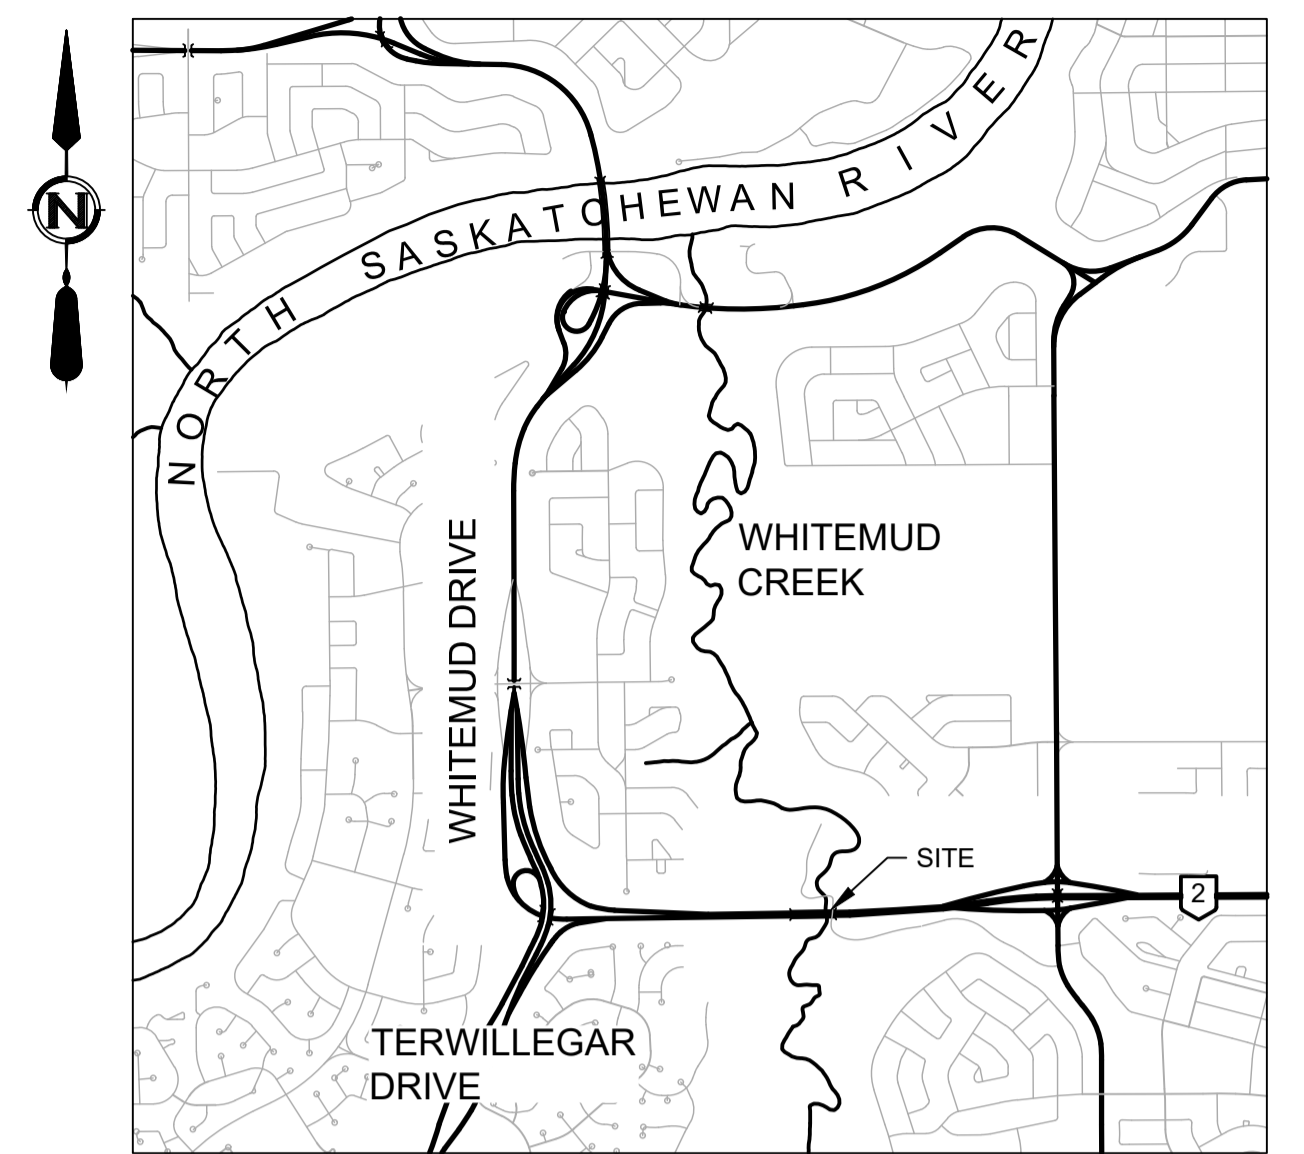 N
NORTH SASKATCHEWAN RIVER
WHITEMUD DRIVE
WHITEMUD
CREEK
SITE
2
TERWILLEGAR
DRIVE